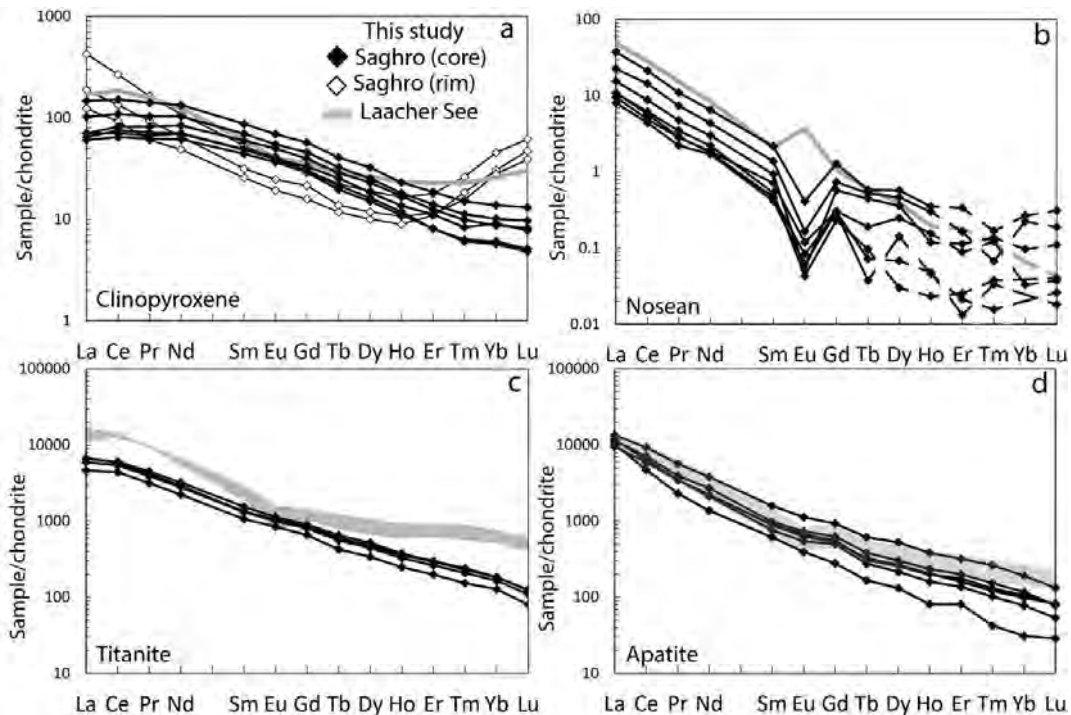 1000
100
10
1
Sample/chondrite
a
This study
Saghro (core)
Saghro (rim)
Laacher See
Clinopyroxene
La Ce Pr Nd Sm Eu Gd Tb Dy Ho Er Tm Yb Lu
100
10
1
0.1
0.01
Sample/chondrite
b
Nosean
La Ce Pr Nd Sm Eu Gd Tb Dy Ho Er Tm Yb Lu
100000
10000
1000
100
10
Sample/chondrite
c
Titanite
La Ce Pr Nd Sm Eu Gd Tb Dy Ho Er Tm Yb Lu
100000
10000
1000
100
10
Sample/chondrite
d
Apatite
La Ce Pr Nd Sm Eu Gd Tb Dy Ho Er Tm Yb Lu